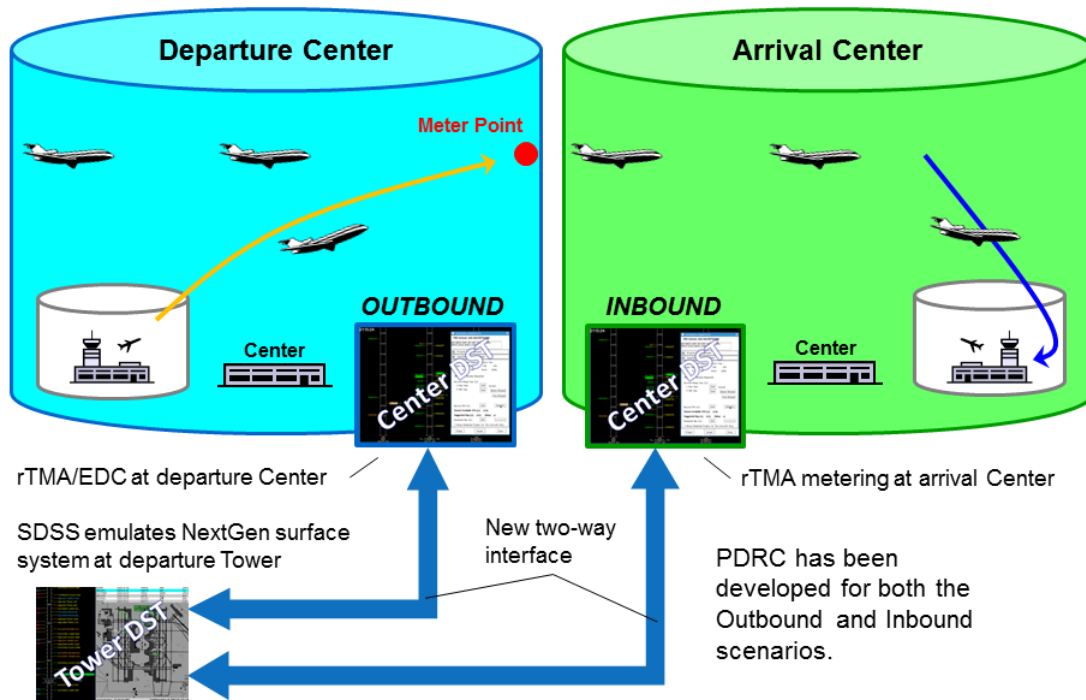 Departure Center
Arrival Center
Meter Point
OUTBOUND
INBOUND
Center
Center
Center DST
Center DST
rTMA/EDC at departure Center
rTMA metering at arrival Center
SDSS emulates NextGen surface
system at departure Tower
New two-way
interface
PDRC has been
developed for both the
Outbound and Inbound
scenarios.
Tower DST